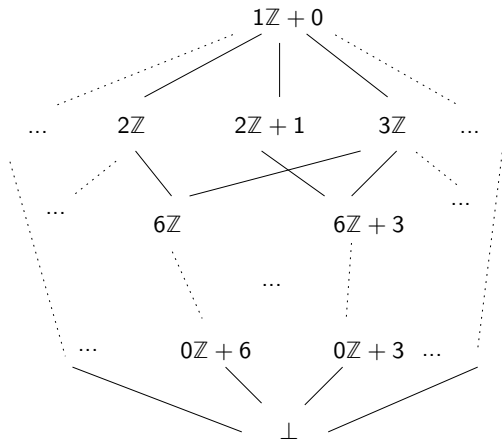 1ℤ + 0
... 2ℤ 2ℤ + 1 3ℤ ...
... 6ℤ 6ℤ + 3 ...
...
... 0ℤ + 6 0ℤ + 3 ...
⊥